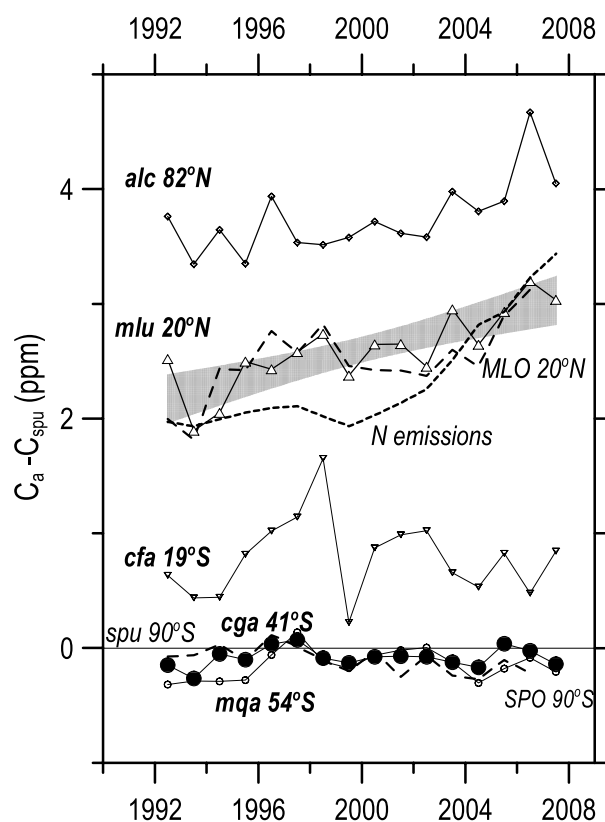 1992 1996 2000 2004 2008
4
2
0
C_a -C_spu (ppm)
alc 82°N
mlu 20°N
MLO 20°N
N emissions
cfa 19°S
spu 90°S
cga 41°S
mqa 54°S
SPO 90°S
1992 1996 2000 2004 2008